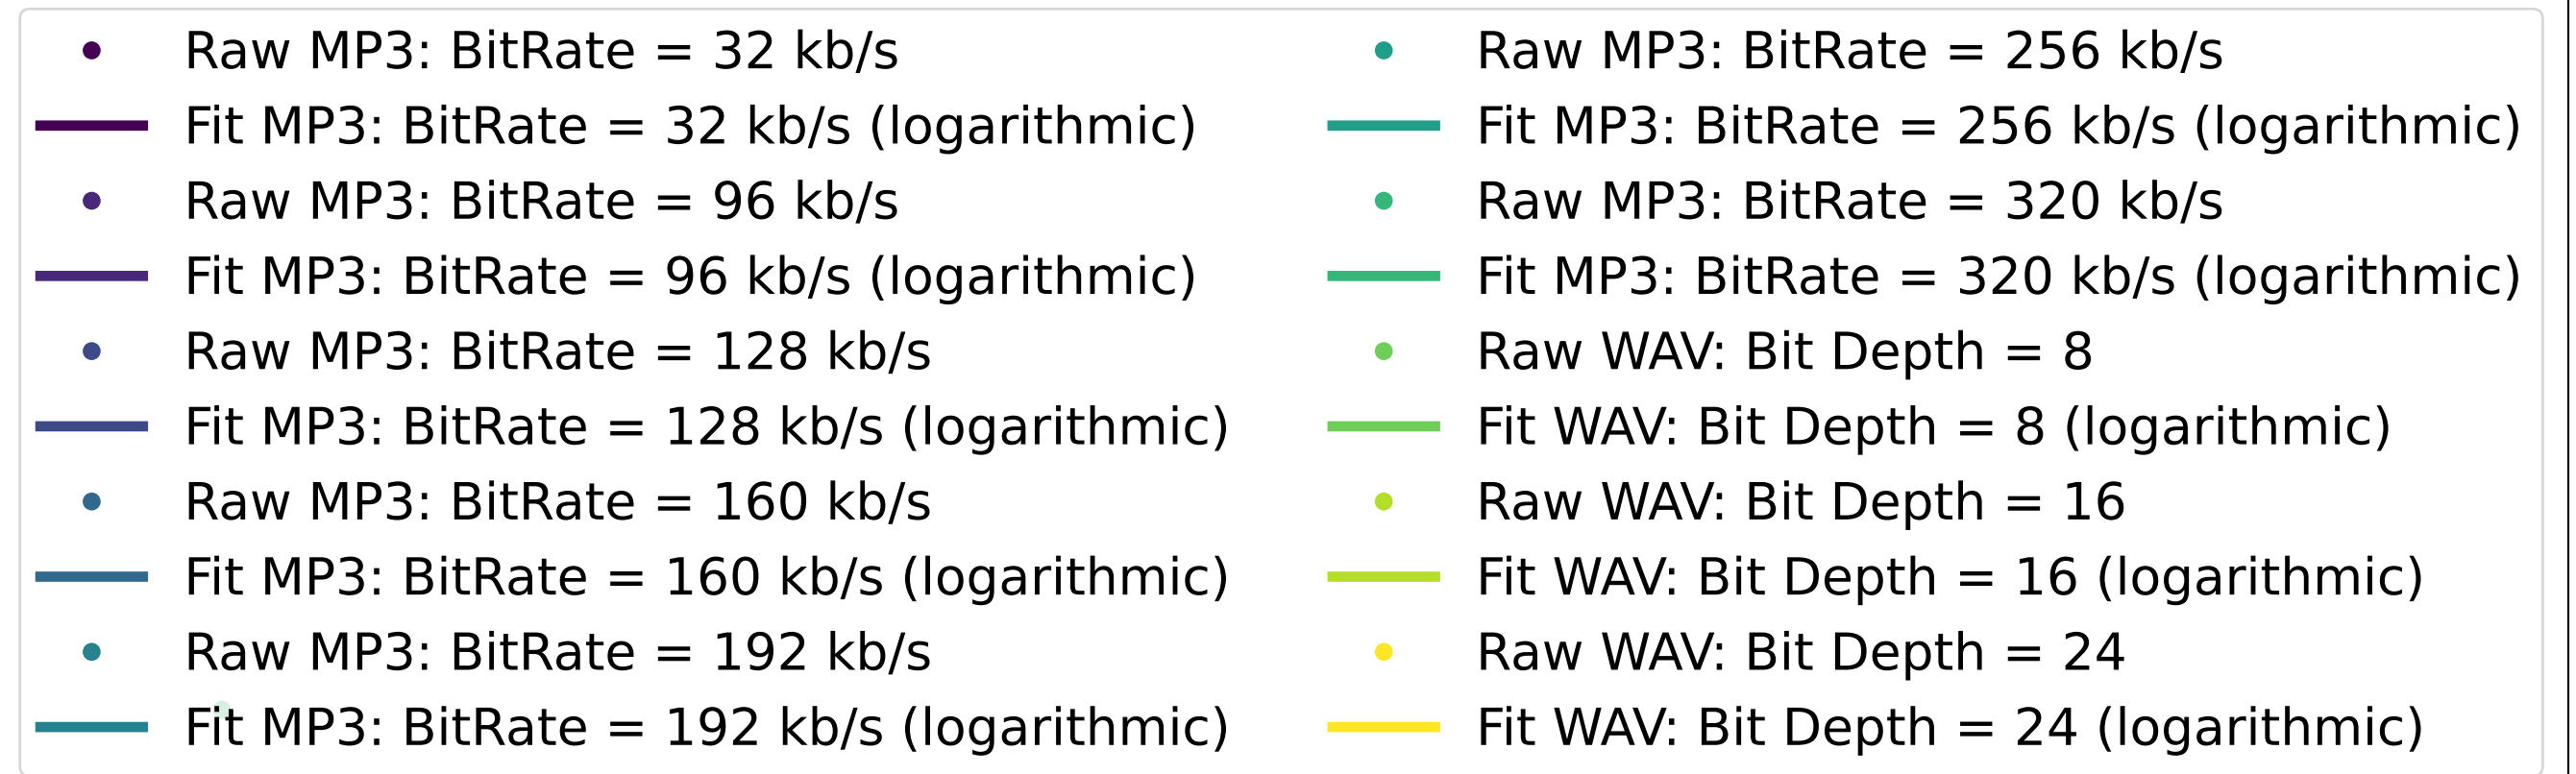 Raw MP3: BitRate = 32 kb/s
Fit MP3: BitRate = 32 kb/s (logarithmic)
Raw MP3: BitRate = 96 kb/s
Fit MP3: BitRate = 96 kb/s (logarithmic)
Raw MP3: BitRate = 128 kb/s
Fit MP3: BitRate = 128 kb/s (logarithmic)
Raw MP3: BitRate = 160 kb/s
Fit MP3: BitRate = 160 kb/s (logarithmic)
Raw MP3: BitRate = 192 kb/s
Fit MP3: BitRate = 192 kb/s (logarithmic)
Raw MP3: BitRate = 256 kb/s
Fit MP3: BitRate = 256 kb/s (logarithmic)
Raw MP3: BitRate = 320 kb/s
Fit MP3: BitRate = 320 kb/s (logarithmic)
Raw WAV: Bit Depth = 8
Fit WAV: Bit Depth = 8 (logarithmic)
Raw WAV: Bit Depth = 16
Fit WAV: Bit Depth = 16 (logarithmic)
Raw WAV: Bit Depth = 24
Fit WAV: Bit Depth = 24 (logarithmic)